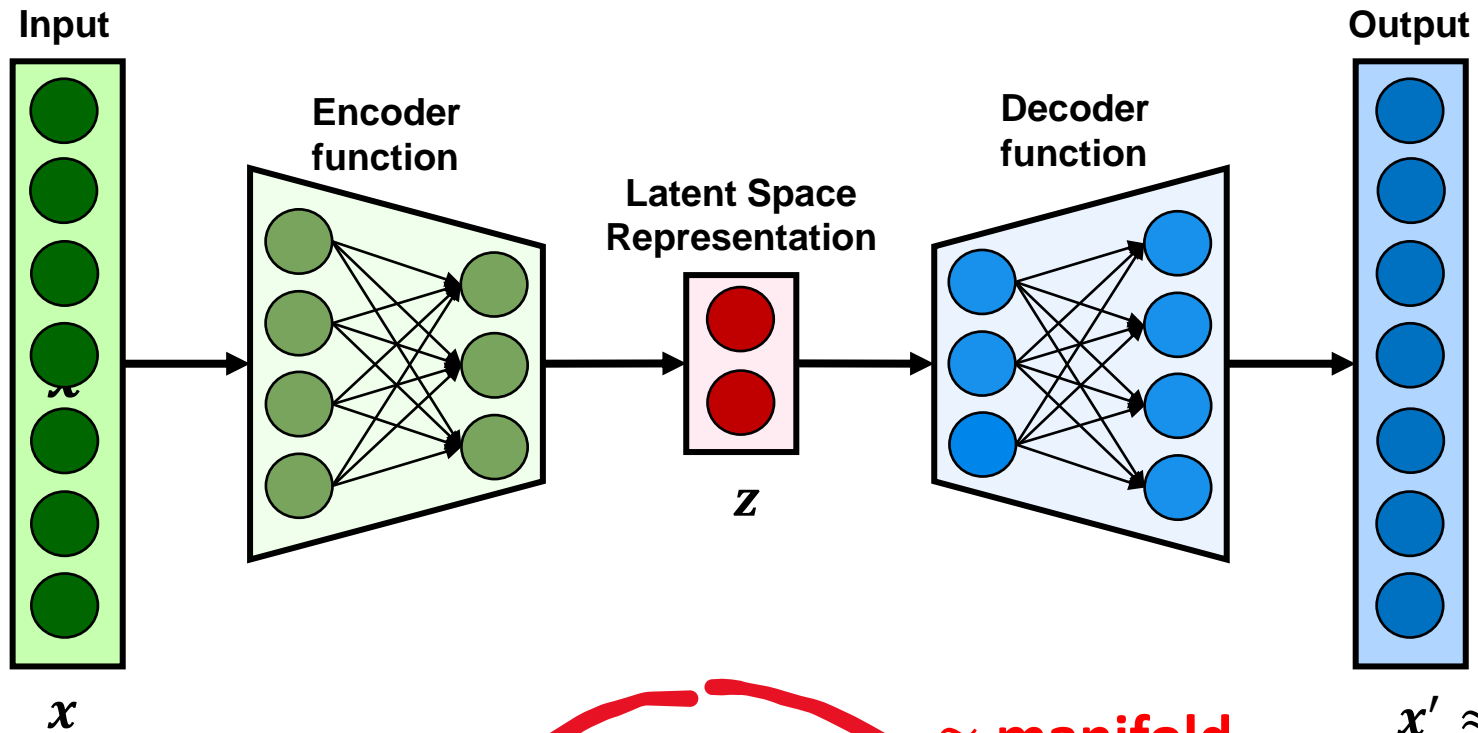 Input
Output
Encoder
function
Decoder
function
Latent Space
Representation
z
x
≈ manifold
x′ ≈